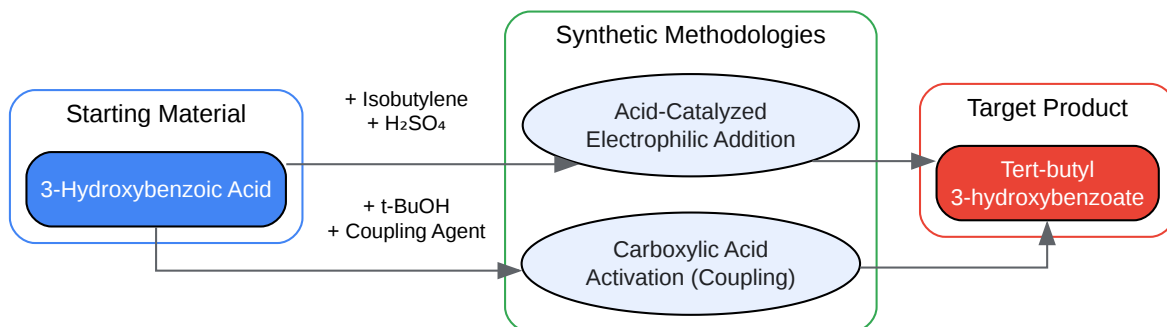 Synthetic Methodologies
Starting Material
+ Isobutylene
+ H₂SO₄
Acid-Catalyzed
Electrophilic Addition
Target Product
3-Hydroxybenzoic Acid
Tert-butyl
3-hydroxybenzoate
+ t-BuOH
+ Coupling Agent
Carboxylic Acid
Activation (Coupling)